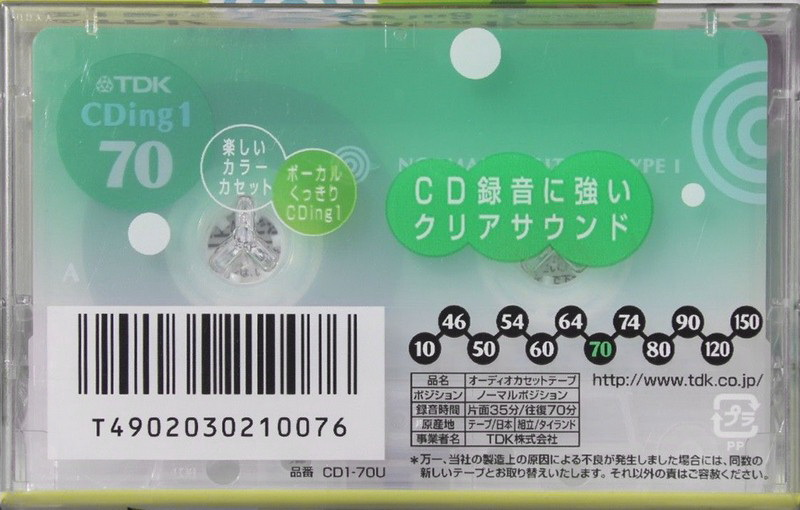 TDK
CDing1
70
楽しい
カラー
カセット
ボーカル
くっきり
CDing1
TYPE I
CD録音に強い
クリアサウンド
A
10 46 50 54 60 64 70 74 80 90 120 150
T4902030210076
品番 CD1-70U
品名 オーディオカセットテープ
ポジション ノーマルポジション
録音時間 片面35分/往復70分
原産地 テープ/日本 組立/タイランド
事業者名 TDK株式会社
http://www.tdk.co.jp/
プラ
PP
*万一、当社の製造上の原因による不良が発生しました場合には、同数の
新しいテープとお取り替えいたします。それ以外の責はご容赦ください。